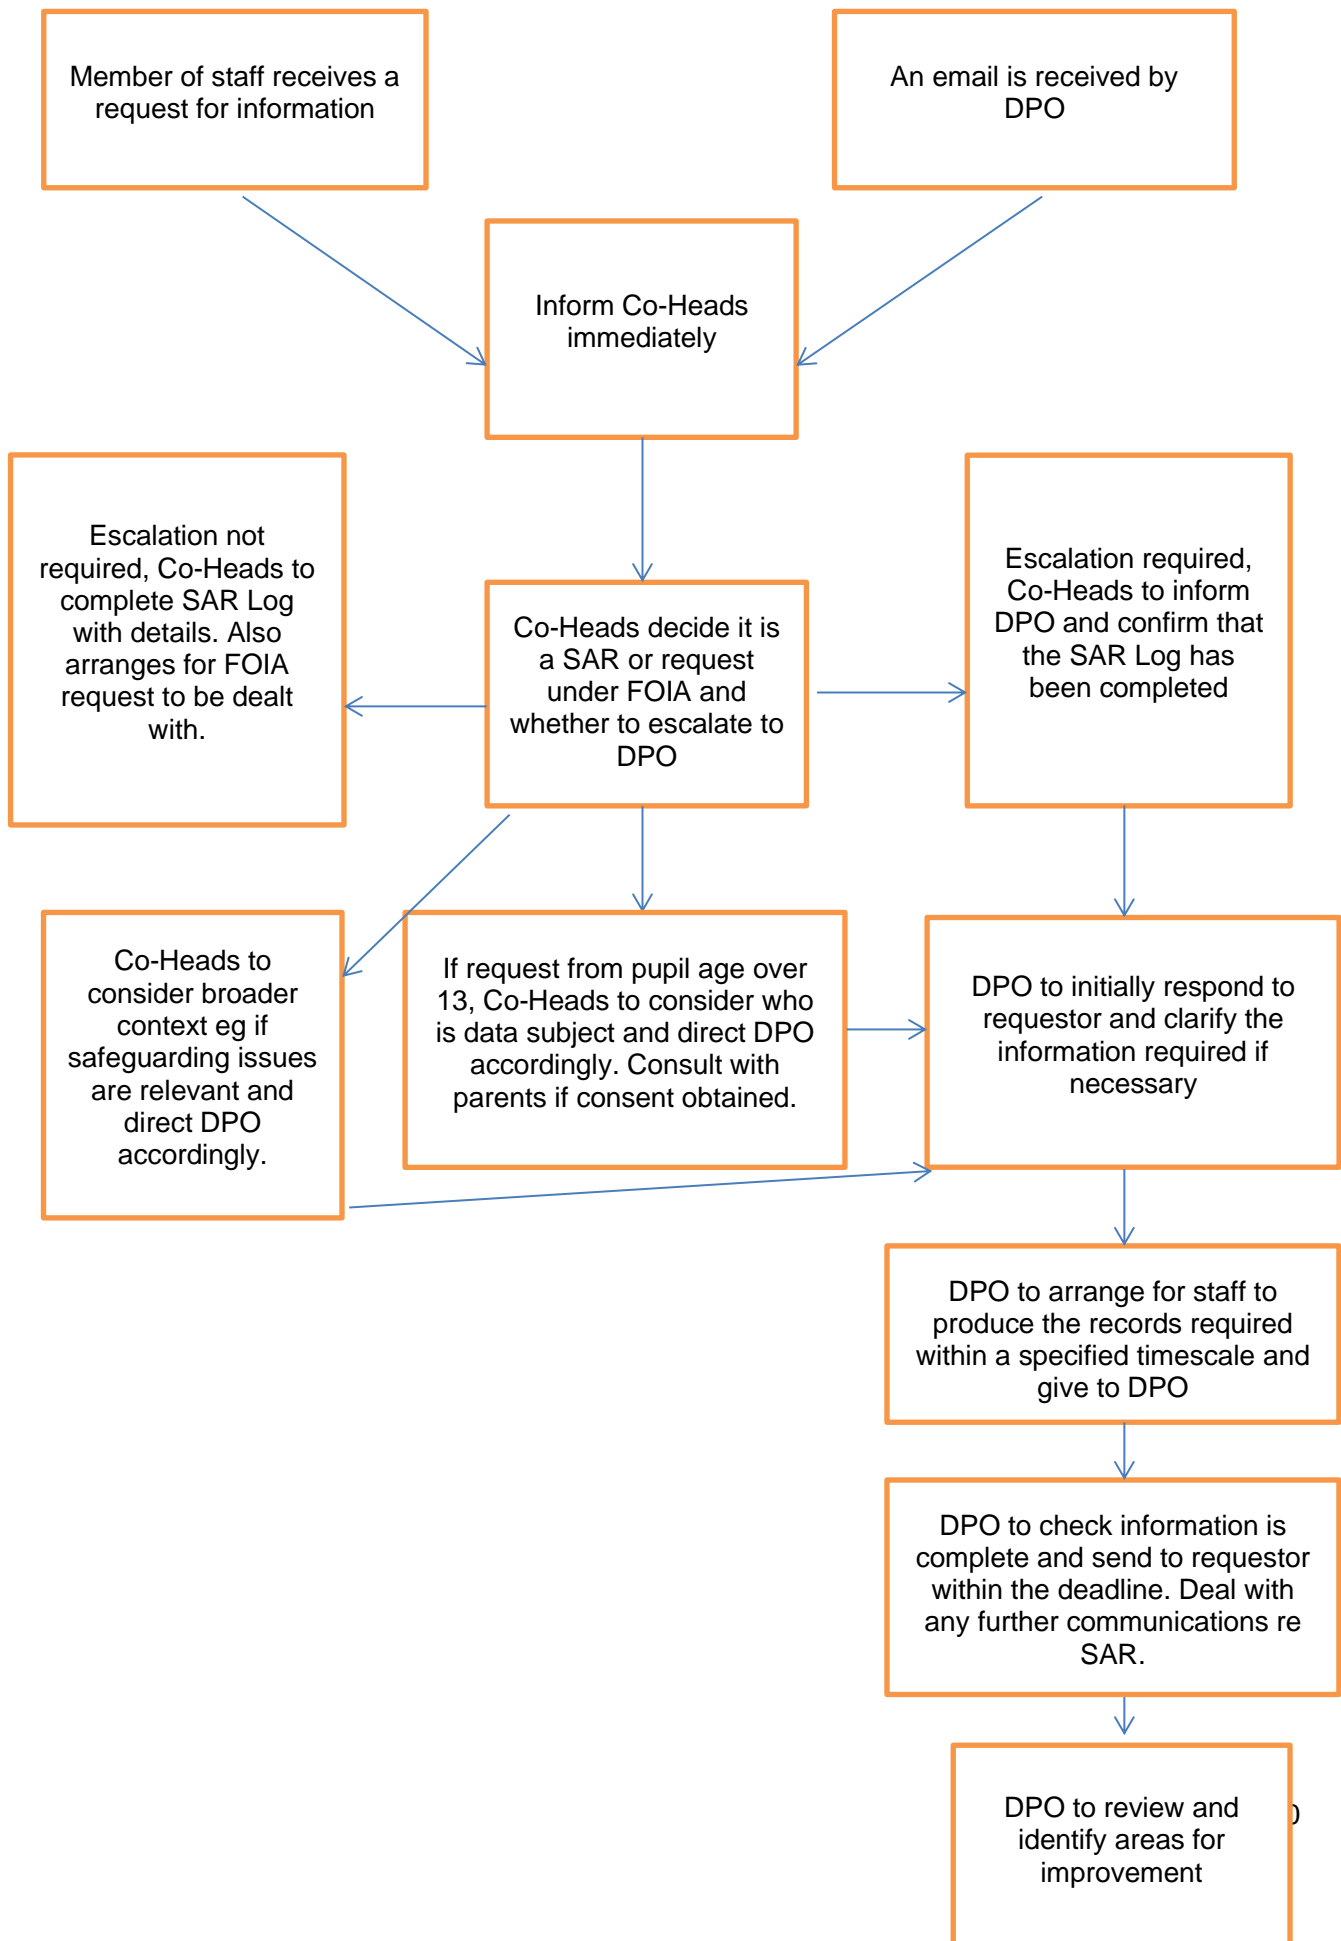 Member of staff receives a
request for information
An email is received by
DPO
Inform Co-Heads
immediately
Escalation not
required, Co-Heads to
complete SAR Log
with details. Also
arranges for FOIA
request to be dealt
with.
Co-Heads decide it is
a SAR or request
under FOIA and
whether to escalate to
DPO
Escalation required,
Co-Heads to inform
DPO and confirm that
the SAR Log has
been completed
Co-Heads to
consider broader
context eg if
safeguarding issues
are relevant and
direct DPO
accordingly.
If request from pupil age over
13, Co-Heads to consider who
is data subject and direct DPO
accordingly. Consult with
parents if consent obtained.
DPO to initially respond to
requestor and clarify the
information required if
necessary
DPO to arrange for staff to
produce the records required
within a specified timescale and
give to DPO
DPO to check information is
complete and send to requestor
within the deadline. Deal with
any further communications re
SAR.
DPO to review and
identify areas for
improvement